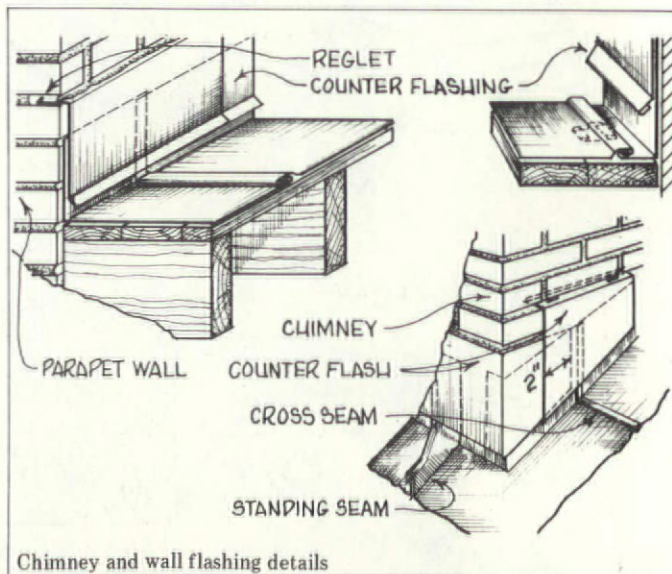 REGLET
COUNTER FLASHING
CHIMNEY
PARAPET WALL
COUNTER FLASH
2"
CROSS SEAM
STANDING SEAM
Chimney and wall flashing details